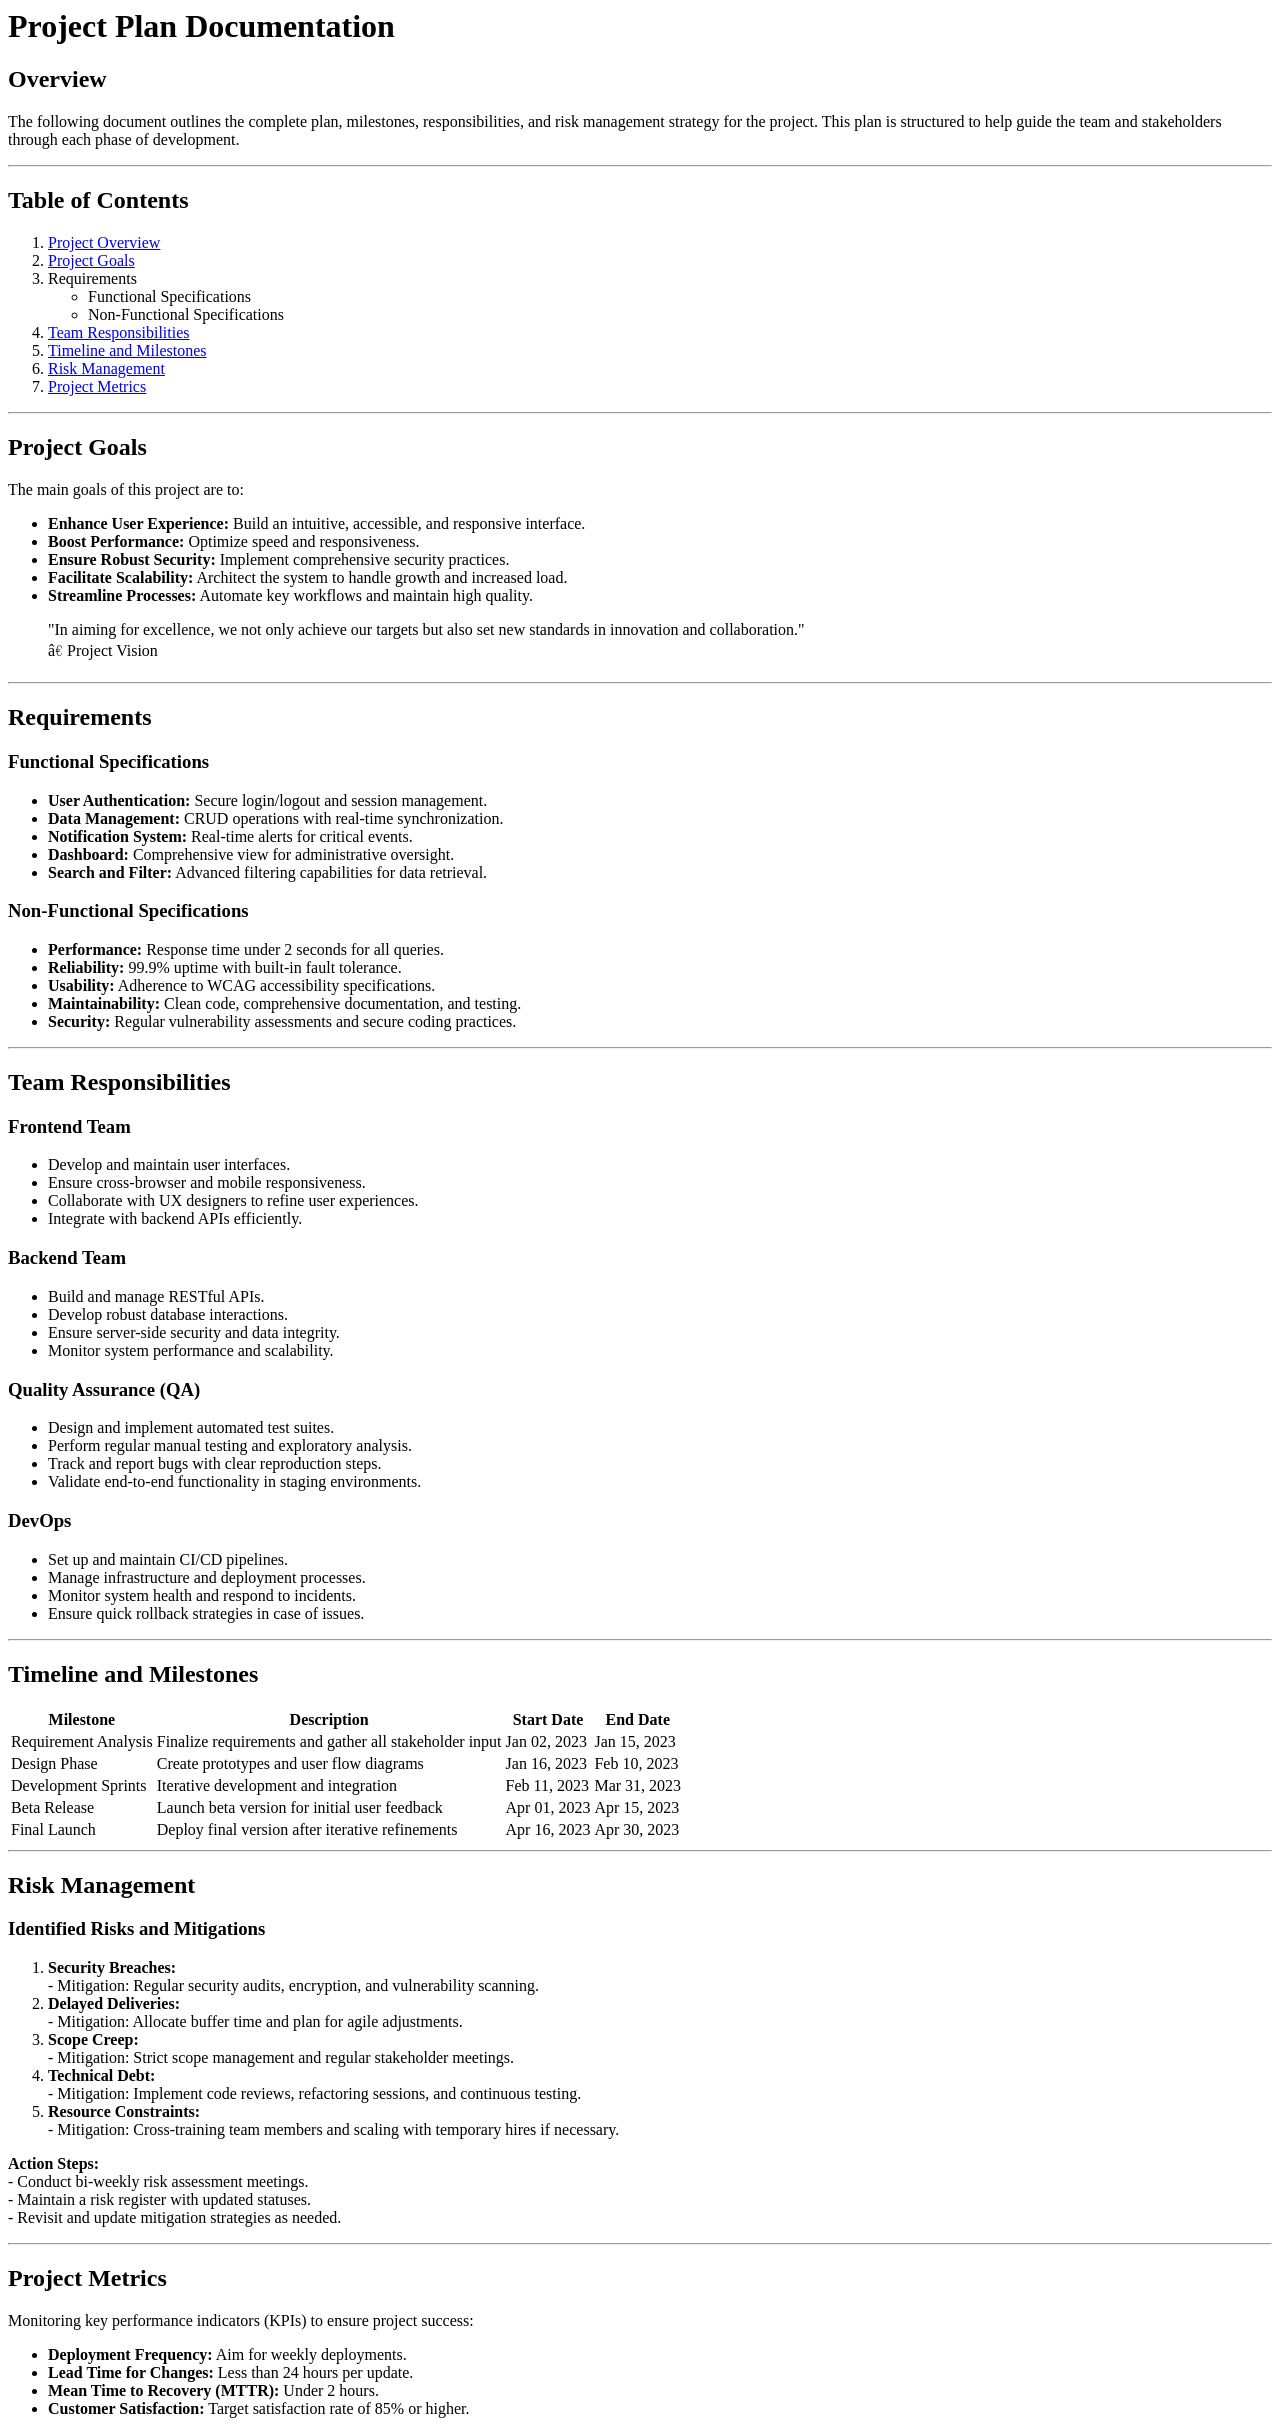 Project Plan Documentation
Overview
The following document outlines the complete plan, milestones, responsibilities, and risk management strategy for the project. This plan is structured to help guide the team and stakeholders
through each phase of development.
Table of Contents
1. Project Overview
2. Project Goals
3. Requirements
Functional Specifications
Non-Functional Specifications
4. Team Responsibilities
5. Timeline and Milestones
6. Risk Management
7. Project Metrics
Project Goals
The main goals of this project are to:
Enhance User Experience: Build an intuitive, accessible, and responsive interface.
Boost Performance: Optimize speed and responsiveness.
Ensure Robust Security: Implement comprehensive security practices.
Facilitate Scalability: Architect the system to handle growth and increased load.
Streamline Processes: Automate key workflows and maintain high quality.
"In aiming for excellence, we not only achieve our targets but also set new standards in innovation and collaboration."
â€ Project Vision
Requirements
Functional Specifications
User Authentication: Secure login/logout and session management.
Data Management: CRUD operations with real-time synchronization.
Notification System: Real-time alerts for critical events.
Dashboard: Comprehensive view for administrative oversight.
Search and Filter: Advanced filtering capabilities for data retrieval.
Non-Functional Specifications
Performance: Response time under 2 seconds for all queries.
Reliability: 99.9% uptime with built-in fault tolerance.
Usability: Adherence to WCAG accessibility specifications.
Maintainability: Clean code, comprehensive documentation, and testing.
Security: Regular vulnerability assessments and secure coding practices.
Team Responsibilities
Frontend Team
Develop and maintain user interfaces.
Ensure cross-browser and mobile responsiveness.
Collaborate with UX designers to refine user experiences.
Integrate with backend APIs efficiently.
Backend Team
Build and manage RESTful APIs.
Develop robust database interactions.
Ensure server-side security and data integrity.
Monitor system performance and scalability.
Quality Assurance (QA)
Design and implement automated test suites.
Perform regular manual testing and exploratory analysis.
Track and report bugs with clear reproduction steps.
Validate end-to-end functionality in staging environments.
DevOps
Set up and maintain CI/CD pipelines.
Manage infrastructure and deployment processes.
Monitor system health and respond to incidents.
Ensure quick rollback strategies in case of issues.
Timeline and Milestones
Milestone Description Start Date End Date
Requirement Analysis Finalize requirements and gather all stakeholder input Jan 02, 2023 Jan 15, 2023
Design Phase Create prototypes and user flow diagrams Jan 16, 2023 Feb 10, 2023
Development Sprints Iterative development and integration Feb 11, 2023 Mar 31, 2023
Beta Release Launch beta version for initial user feedback Apr 01, 2023 Apr 15, 2023
Final Launch Deploy final version after iterative refinements Apr 16, 2023 Apr 30, 2023
Risk Management
Identified Risks and Mitigations
1. Security Breaches:
- Mitigation: Regular security audits, encryption, and vulnerability scanning.
2. Delayed Deliveries:
- Mitigation: Allocate buffer time and plan for agile adjustments.
3. Scope Creep:
- Mitigation: Strict scope management and regular stakeholder meetings.
4. Technical Debt:
- Mitigation: Implement code reviews, refactoring sessions, and continuous testing.
5. Resource Constraints:
- Mitigation: Cross-training team members and scaling with temporary hires if necessary.
Action Steps:
- Conduct bi-weekly risk assessment meetings.
- Maintain a risk register with updated statuses.
- Revisit and update mitigation strategies as needed.
Project Metrics
Monitoring key performance indicators (KPIs) to ensure project success:
Deployment Frequency: Aim for weekly deployments.
Lead Time for Changes: Less than 24 hours per update.
Mean Time to Recovery (MTTR): Under 2 hours.
Customer Satisfaction: Target satisfaction rate of 85% or higher.